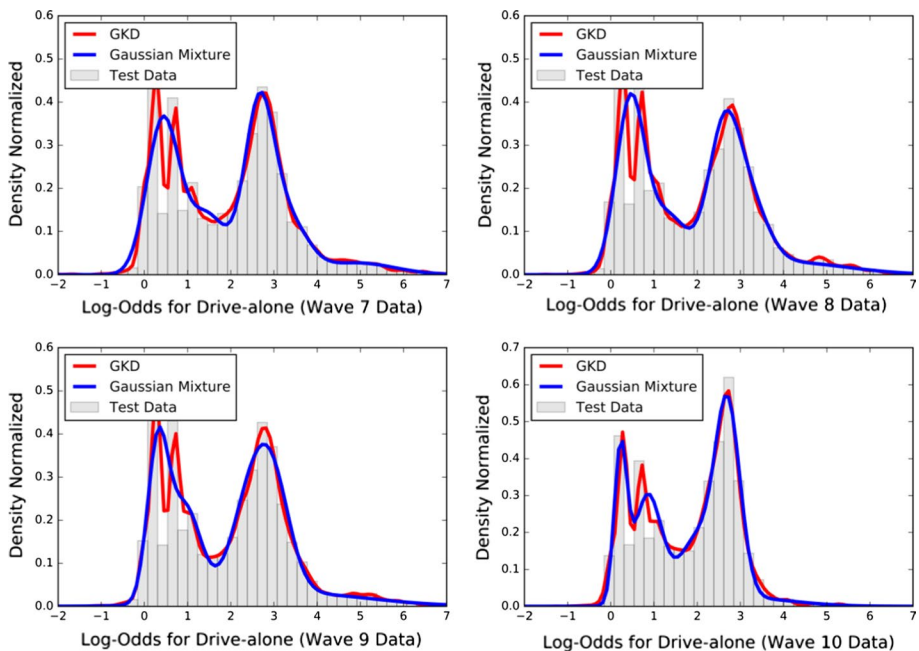 0.6
0.5
0.4
0.3
0.2
0.1
0.0
Density Normalized
GKD
Gaussian Mixture
Test Data
−2 −1 0 1 2 3 4 5 6 7
Log-Odds for Drive-alone (Wave 7 Data)
0.6
0.5
0.4
0.3
0.2
0.1
0.0
Density Normalized
GKD
Gaussian Mixture
Test Data
−2 −1 0 1 2 3 4 5 6 7
Log-Odds for Drive-alone (Wave 8 Data)
0.6
0.5
0.4
0.3
0.2
0.1
0.0
Density Normalized
GKD
Gaussian Mixture
Test Data
−2 −1 0 1 2 3 4 5 6 7
Log-Odds for Drive-alone (Wave 9 Data)
0.7
0.6
0.5
0.4
0.3
0.2
0.1
0.0
Density Normalized
GKD
Gaussian Mixture
Test Data
−2 −1 0 1 2 3 4 5 6 7
Log-Odds for Drive-alone (Wave 10 Data)